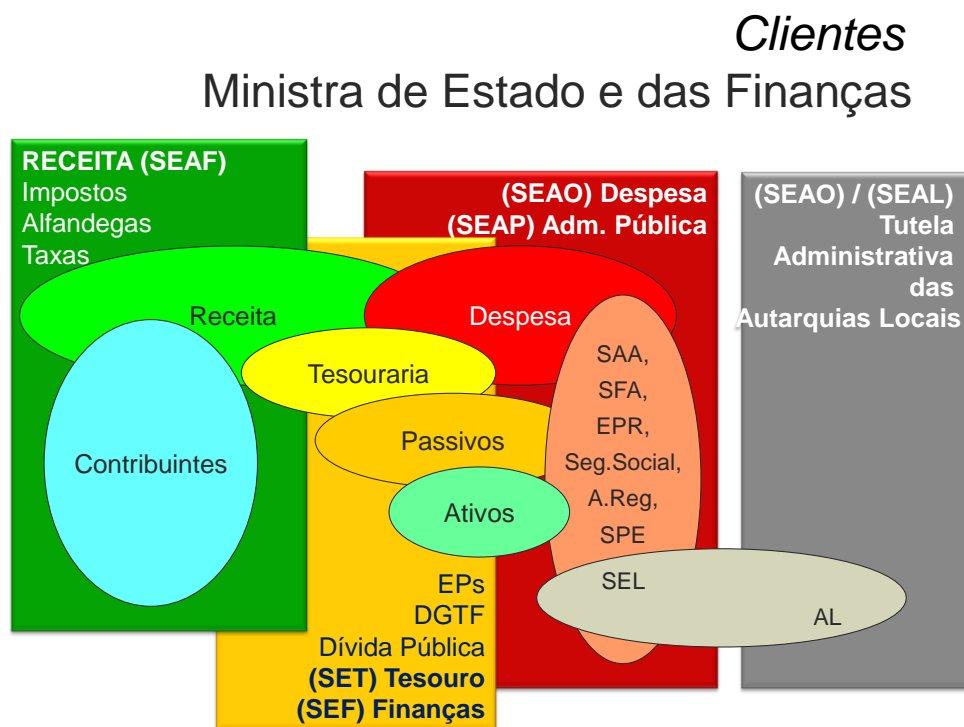 Clientes
Ministra de Estado e das Finanças
RECEITA (SEAF)
Impostos
Alfandegas
Taxas
(SEAO) Despesa
(SEAP) Adm. Pública
(SEAO) / (SEAL)
Tutela
Administrativa
das
Autarquias Locais
Receita
Despesa
Tesouraria
Passivos
Contribuintes
Ativos
SAA,
SFA,
EPR,
Seg.Social,
A.Reg,
SPE
SEL
AL
EPs
DGTF
Dívida Pública
(SET) Tesouro
(SEF) Finanças